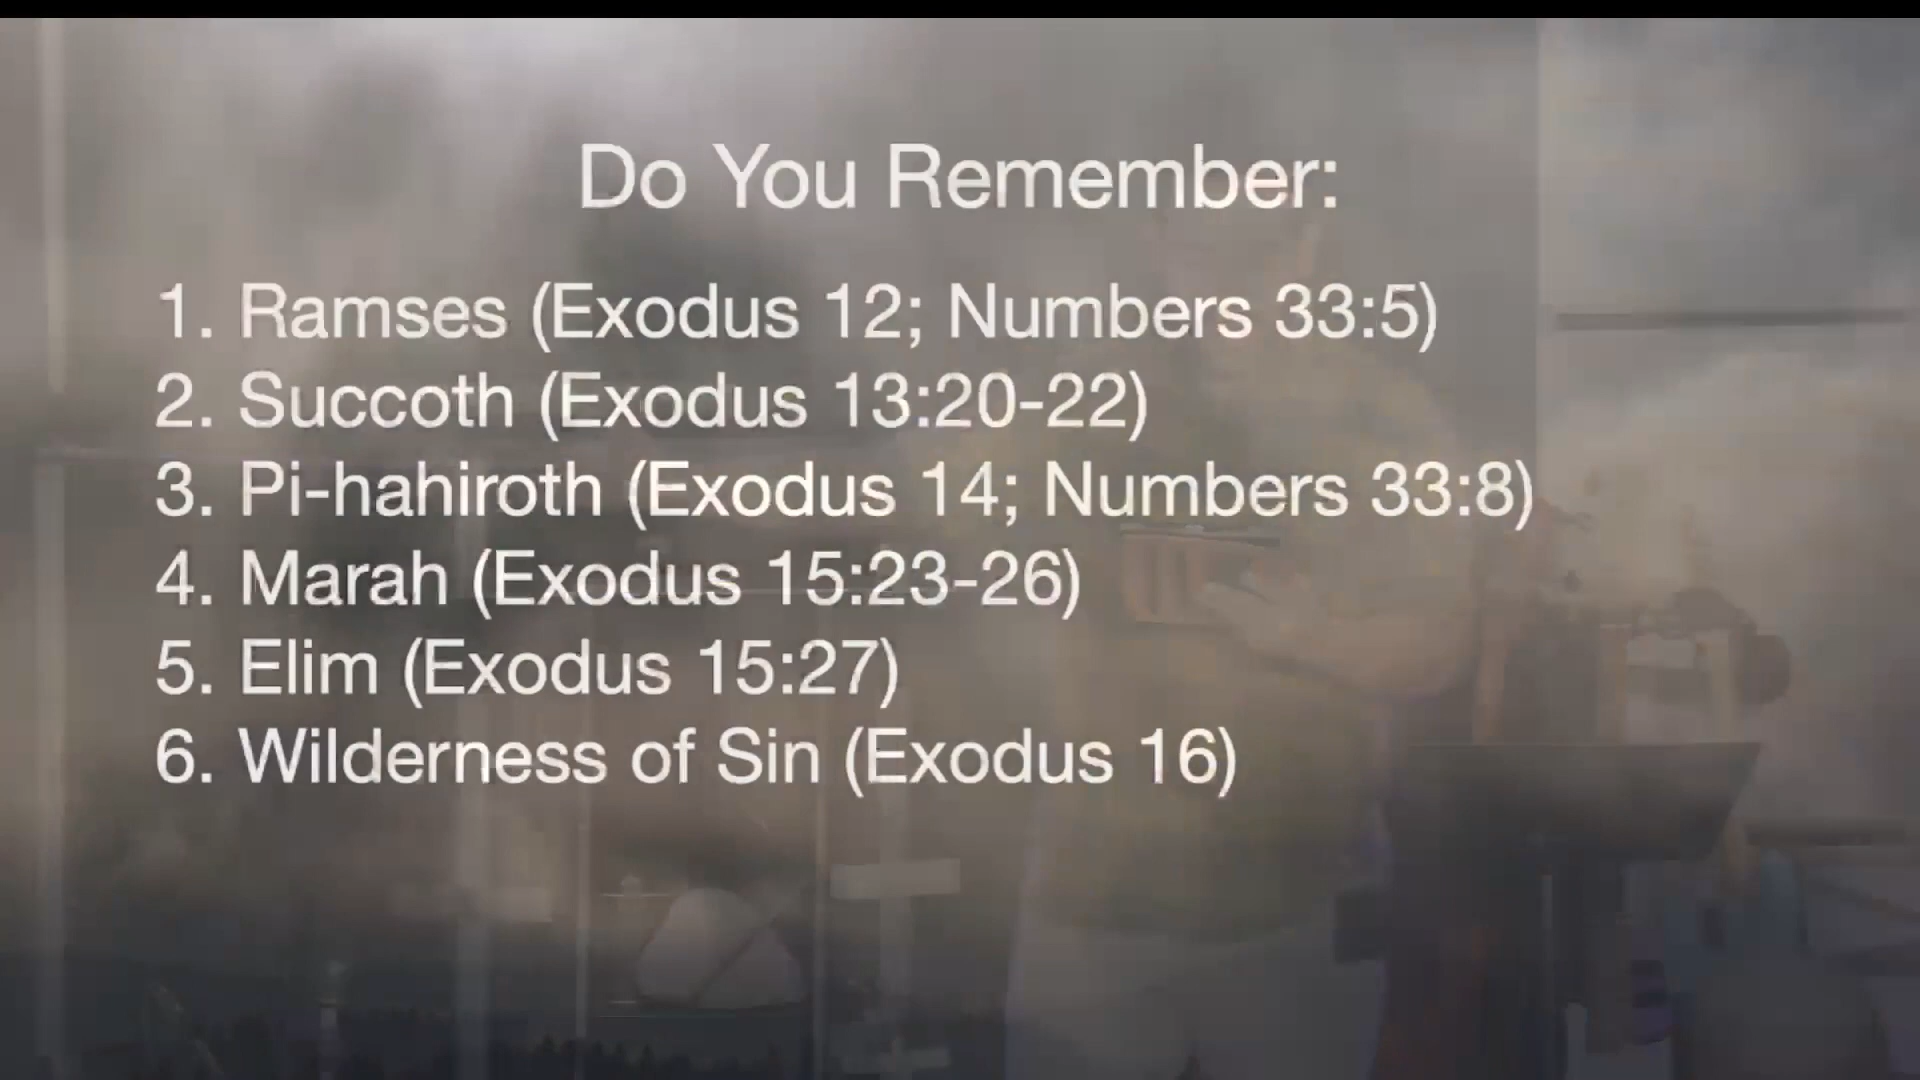 Do You Remember:
1. Ramses (Exodus 12; Numbers 33:5)
2. Succoth (Exodus 13:20-22)
3. Pi-hahiroth (Exodus 14; Numbers 33:8)
4. Marah (Exodus 15:23-26)
5. Elim (Exodus 15:27)
6. Wilderness of Sin (Exodus 16)